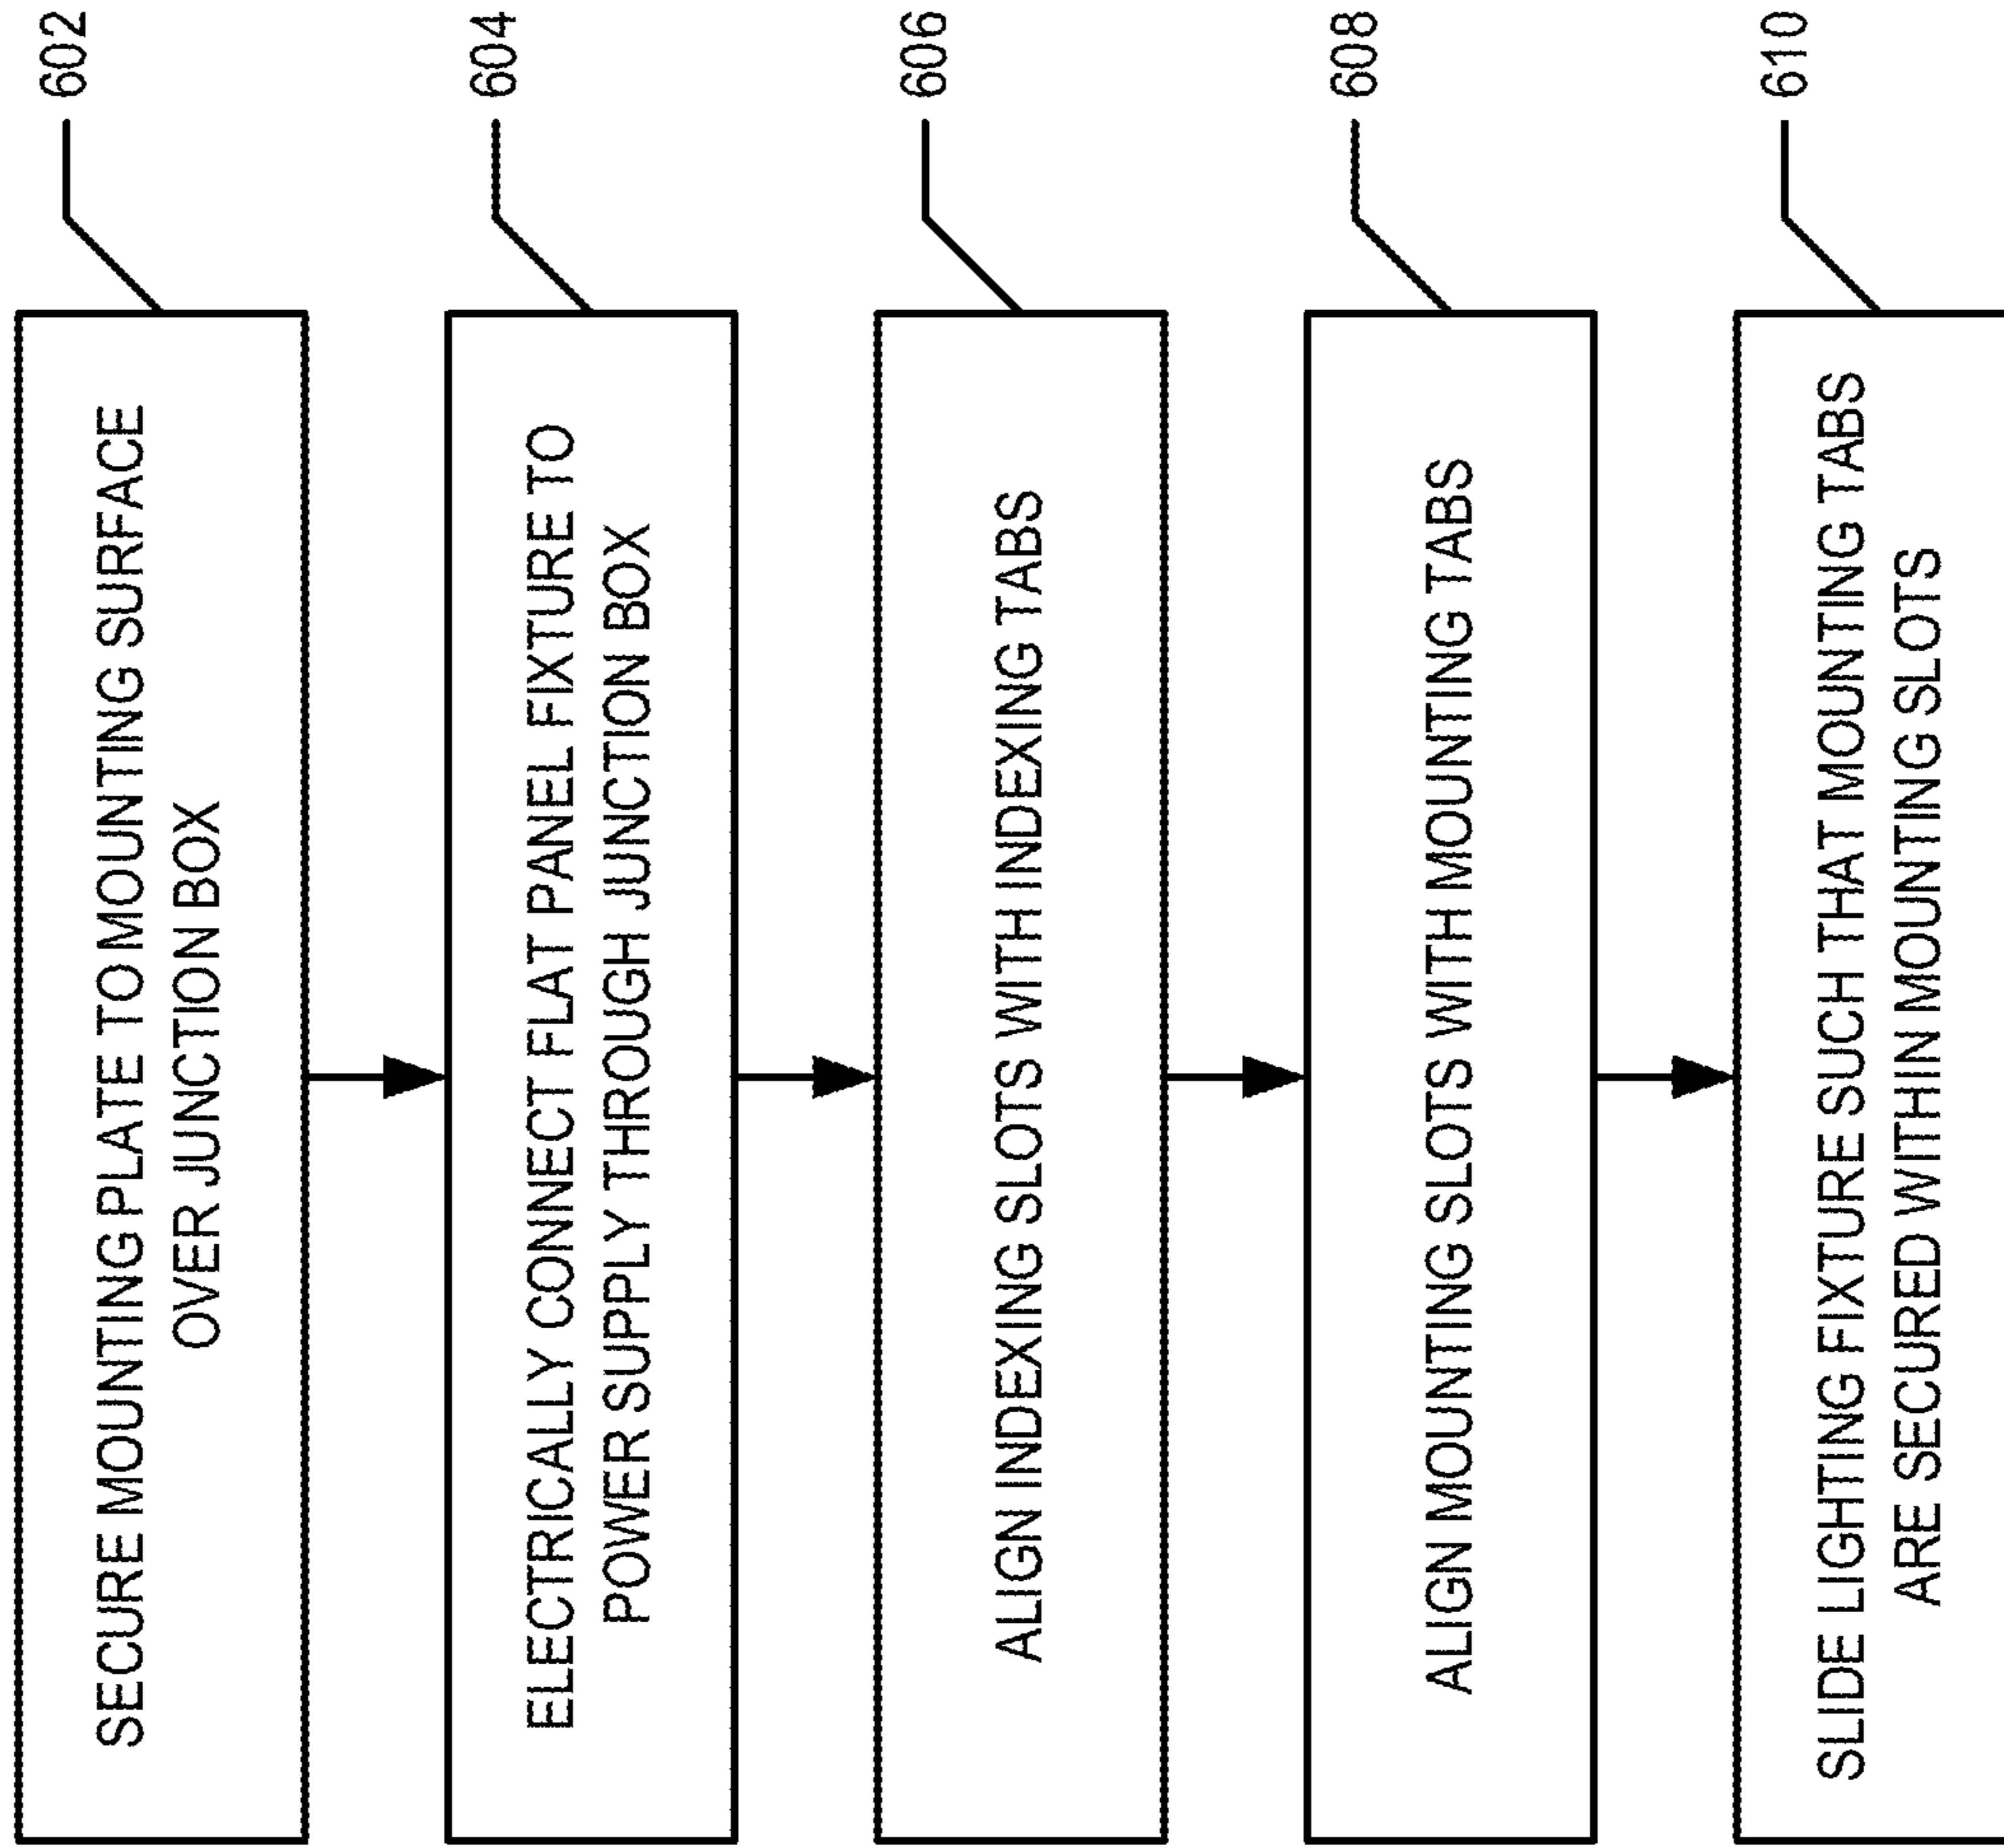 602
SECURE MOUNTING PLATE TO MOUNTING SURFACE
OVER JUNCTION BOX
604
ELECTRICALLY CONNECT FLAT PANEL FIXTURE TO
POWER SUPPLY THROUGH JUNCTION BOX
606
ALIGN INDEXING SLOTS WITH INDEXING TABS
608
ALIGN MOUNTING SLOTS WITH MOUNTING TABS
610
SLIDE LIGHTING FIXTURE SUCH THAT MOUNTING TABS
ARE SECURED WITHIN MOUNTING SLOTS